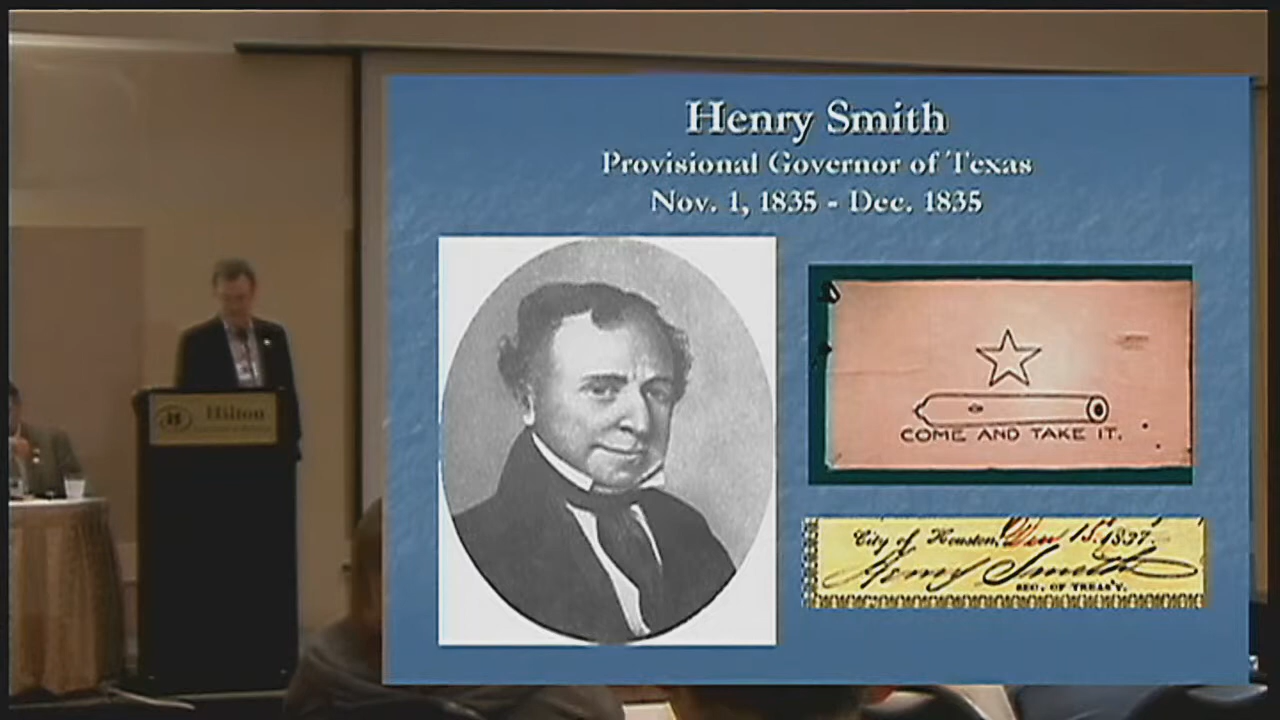 Henry Smith
Provisional Governor of Texas
Nov. 1, 1835 - Dec. 1835
COME AND TAKE IT.
City of Houston, 15. 1837.
Henry Smith
SEC. OF TREAS'Y.
Hilton